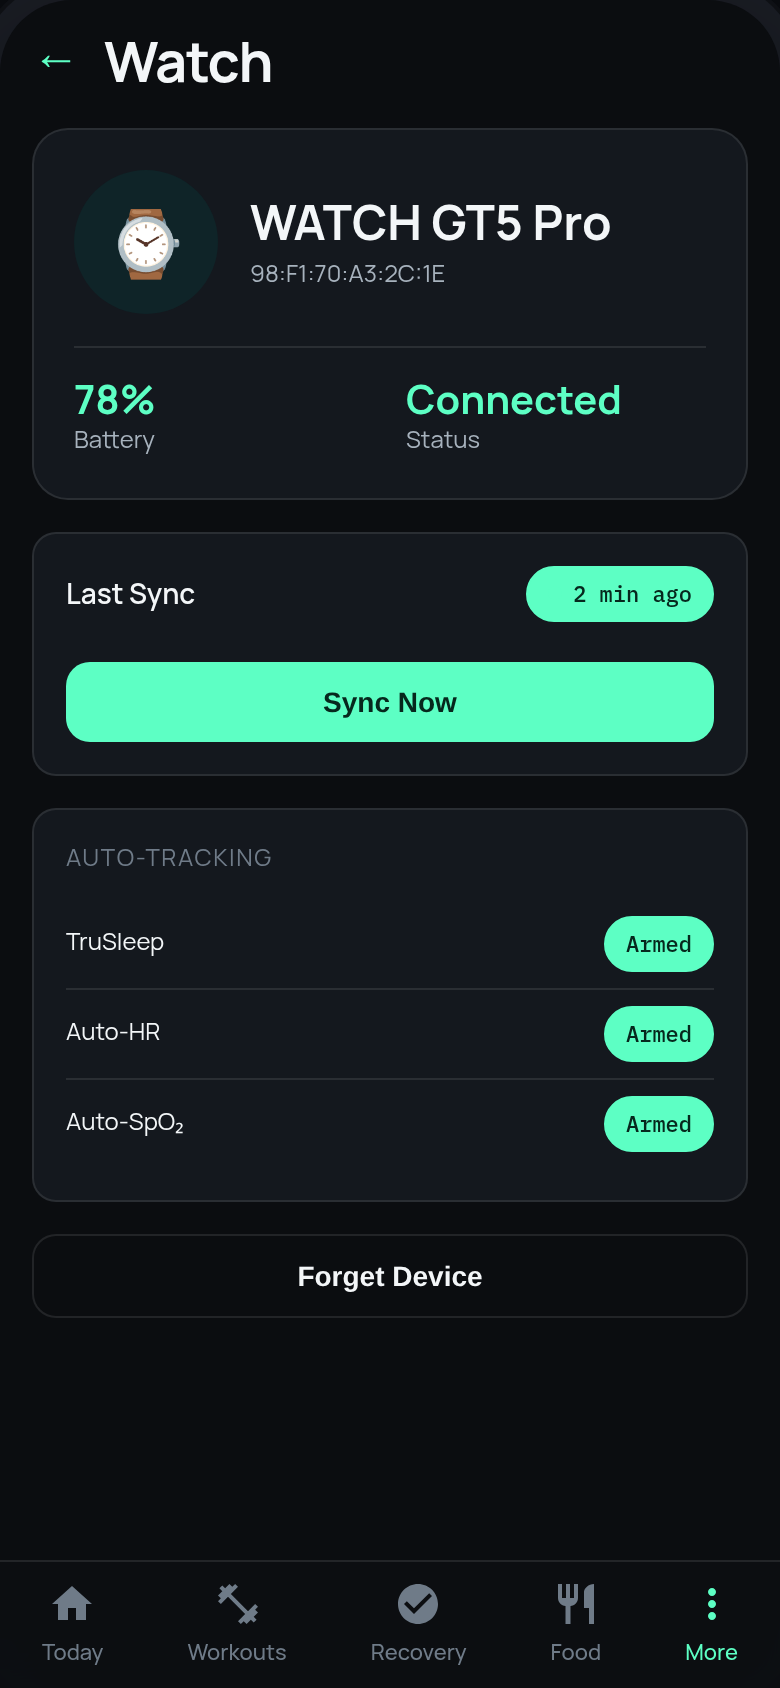 ← Watch
WATCH GT5 Pro
98:F1:70:A3:2C:1E
78% Connected
Battery Status
Last Sync 2 min ago
Sync Now
AUTO-TRACKING
TruSleep Armed
Auto-HR Armed
Auto-SpO₂ Armed
Forget Device
Today Workouts Recovery Food More